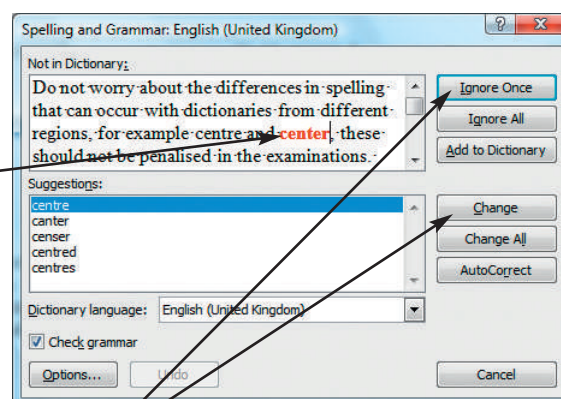 Spelling and Grammar: English (United Kingdom)
Not in Dictionary:
Do not worry about the differences in spelling
that can occur with dictionaries from different
regions, for example centre and center, these
should not be penalised in the examinations.
Ignore Once
Ignore All
Add to Dictionary
Suggestions:
centre
canter
censer
centred
centres
Change
Change All
AutoCorrect
Dictionary language: English (United Kingdom)
Check grammar
Options... Undo Cancel